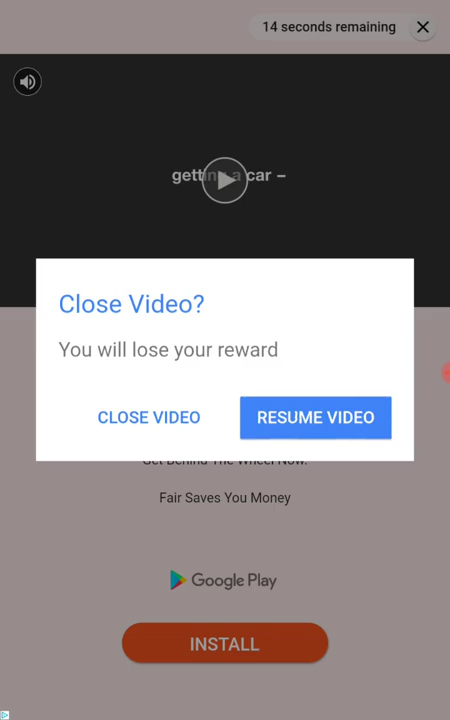 14 seconds remaining
getting a car –
Close Video?
You will lose your reward
CLOSE VIDEO
RESUME VIDEO
Get Behind The Wheel Now.
Fair Saves You Money
Google Play
INSTALL